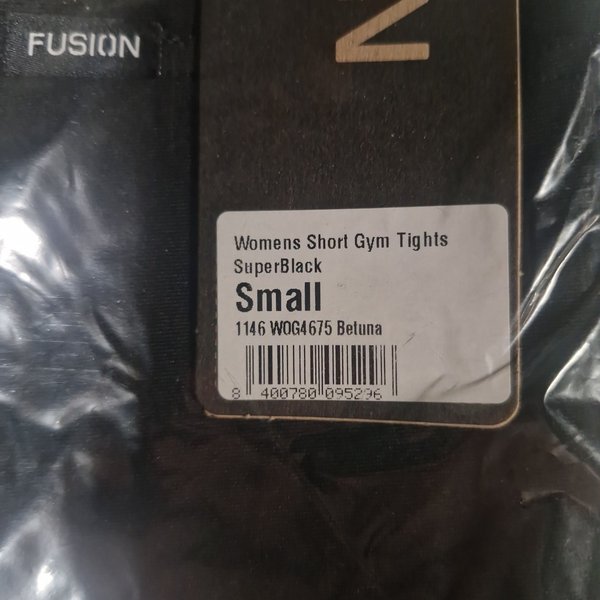 FUSION
N
Womens Short Gym Tights
SuperBlack
Small
1146 WOG4675 Betuna
8 400780 095296